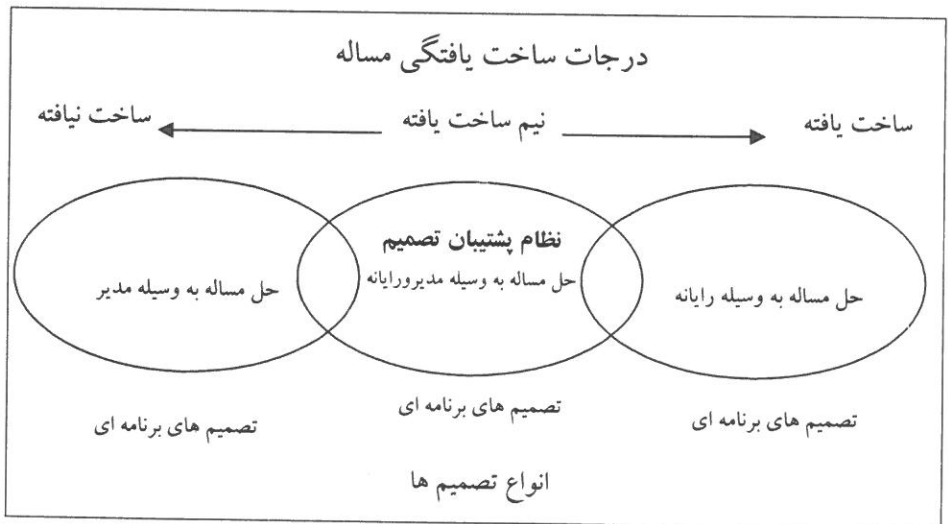 درجات ساخت یافتگی مساله
ساخت یافته
نیم ساخت یافته
ساخت نیافته
حل مساله به وسیله رایانه
نظام پشتیبان تصمیم
حل مساله به وسیله مدیرورایانه
حل مساله به وسیله مدیر
تصمیم های برنامه ای
تصمیم های برنامه ای
تصمیم های برنامه ای
انواع تصمیم ها